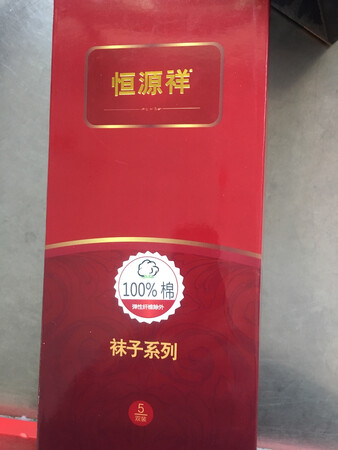 恒源祥
100% 棉
弹性纤维除外
袜子系列
5
双装